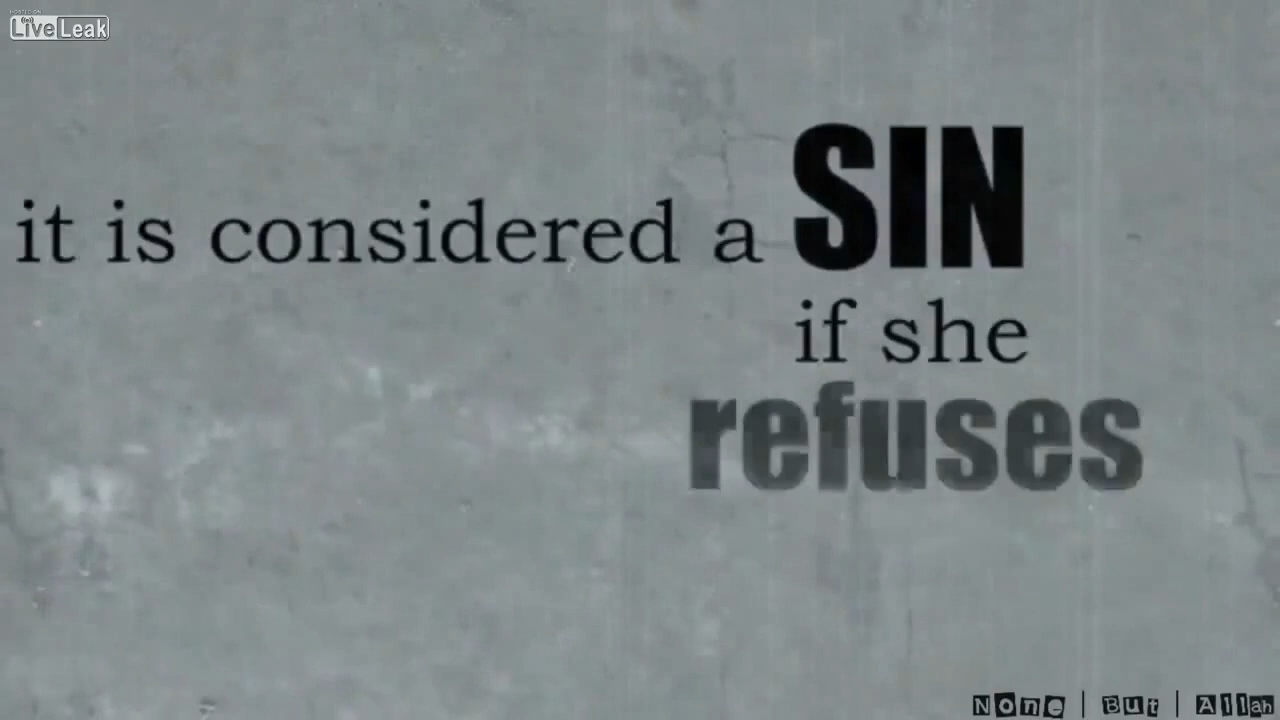 LiveLeak
it is considered a SIN
if she
refuses
None | But | Allah